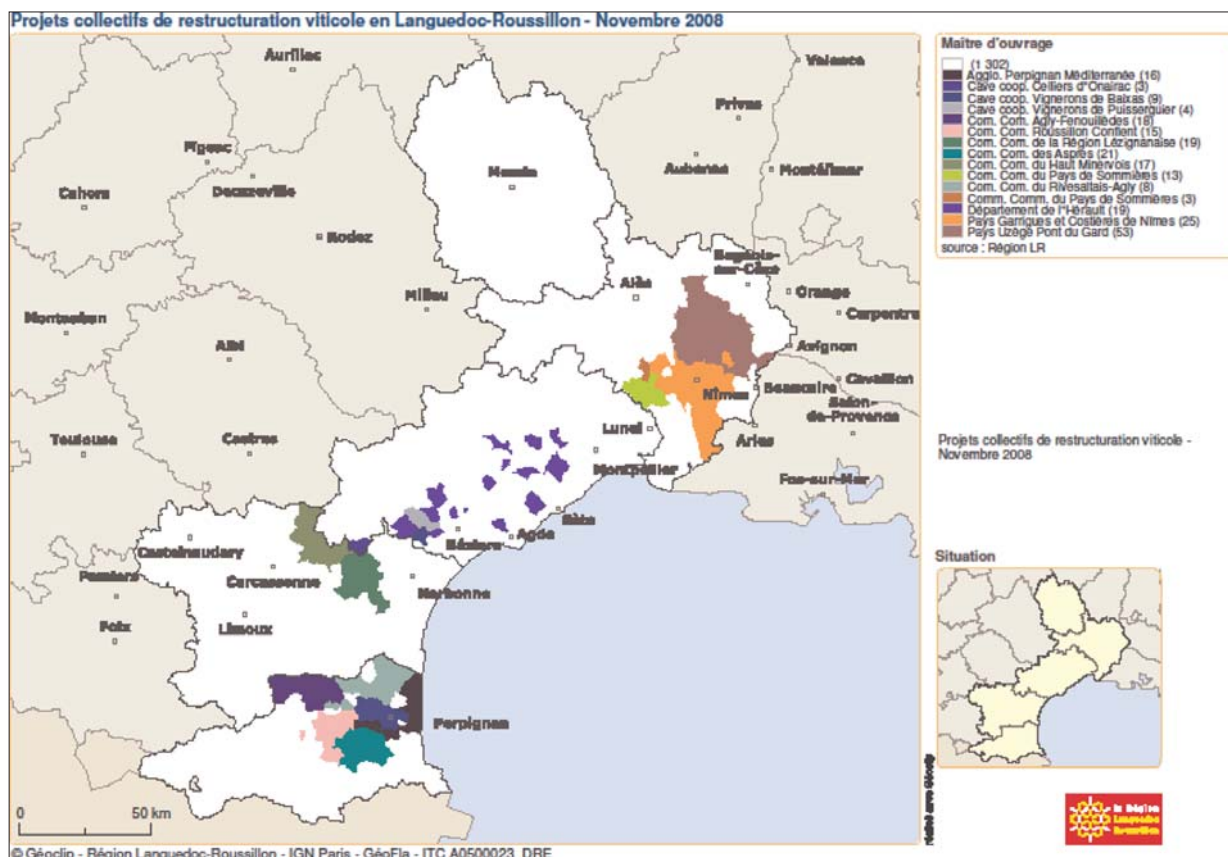 Projets collectifs de restructuration viticole en Languedoc-Roussillon - Novembre 2008
Aurillac
Valence
Privas
Figeac
Aubenas
Montélimar
Mende
Cahors
Decazeville
Rodez
Bagnols-
sur-Cèze
Alès
Orange
Millau
Carpentra
Montauban
Albi
Avignon
Cavaillon
Beaucaire
Nîmes
Salon-
de-Provence
Toulouse
Castres
Lunel
Arles
Montpellier
Fos-sur-Mer
Sète
Agde
Béziers
Castelnaudary
Carcassonne
Pamiers
Narbonne
Foix
Limoux
Perpignan
0 50 km
© Géoclip - Région Languedoc-Roussillon - IGN Paris - GéoFla - ITC A0500023_DRE
réalisé avec Géoclip
Maître d'ouvrage
(1 302)
Agglo. Perpignan Méditerranée (16)
Cave coop. Celliers d'Onairac (3)
Cave coop. Vignerons de Baixas (9)
Cave coop. Vignerons de Puisserguier (4)
Com. Com. Agly-Fenouillèdes (18)
Com. Com. Roussillon Conflent (15)
Com. Com. de la Région Lézignanaise (19)
Com. Com. des Aspres (21)
Com. Com. du Haut Minervois (17)
Com. Com. du Pays de Sommières (13)
Com. Com. du Rivesaltais-Agly (8)
Comm. Comm. du Pays de Sommières (3)
Département de l'Hérault (19)
Pays Garrigues et Costières de Nîmes (25)
Pays Uzège Pont du Gard (53)
source : Région LR
Projets collectifs de restructuration viticole -
Novembre 2008
Situation
la Région
Languedoc
Roussillon